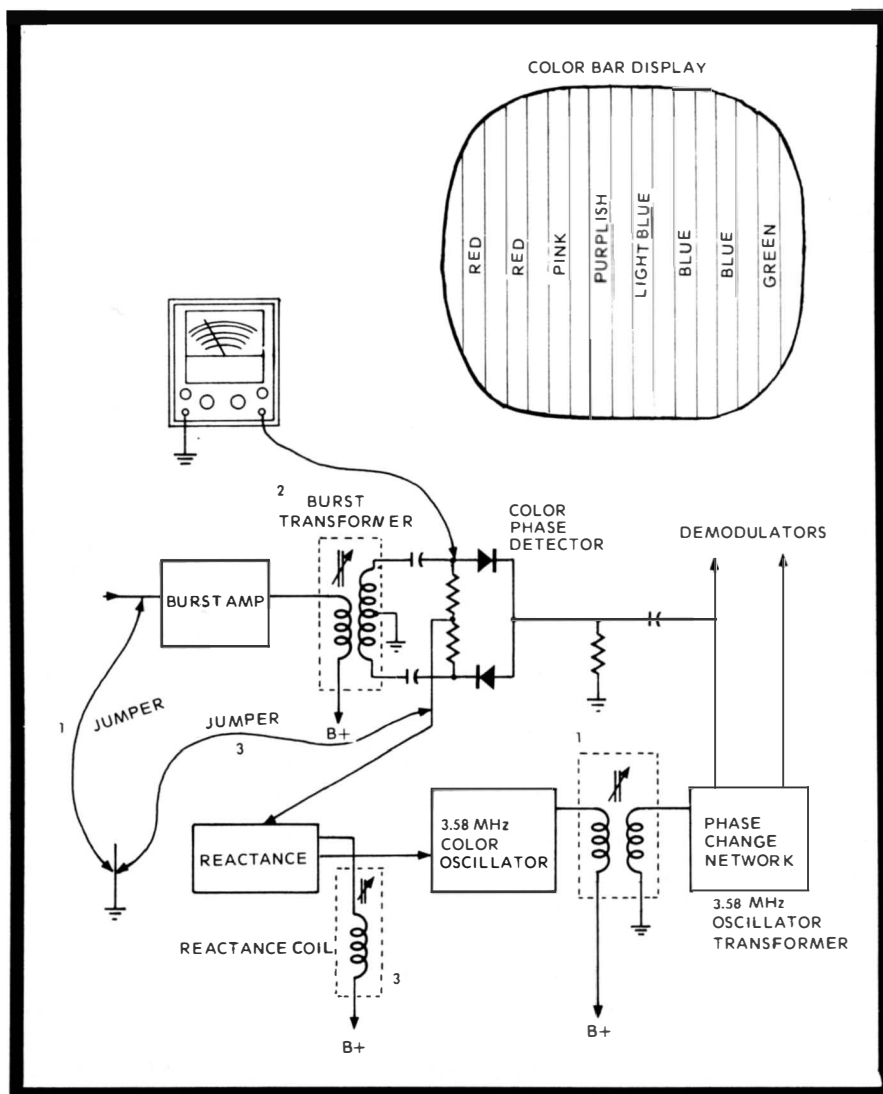 COLOR BAR DISPLAY
RED
RED
PINK
PURPLISH
LIGHT BLUE
BLUE
BLUE
GREEN
2
BURST
TRANSFORMER
COLOR
PHASE
DETECTOR
DEMODULATORS
BURST AMP
1 JUMPER
JUMPER
3
B+
1
REACTANCE
3.58 MHz
COLOR
OSCILLATOR
PHASE
CHANGE
NETWORK
3.58 MHz
OSCILLATOR
TRANSFORMER
REACTANCE COIL
3
B+
B+